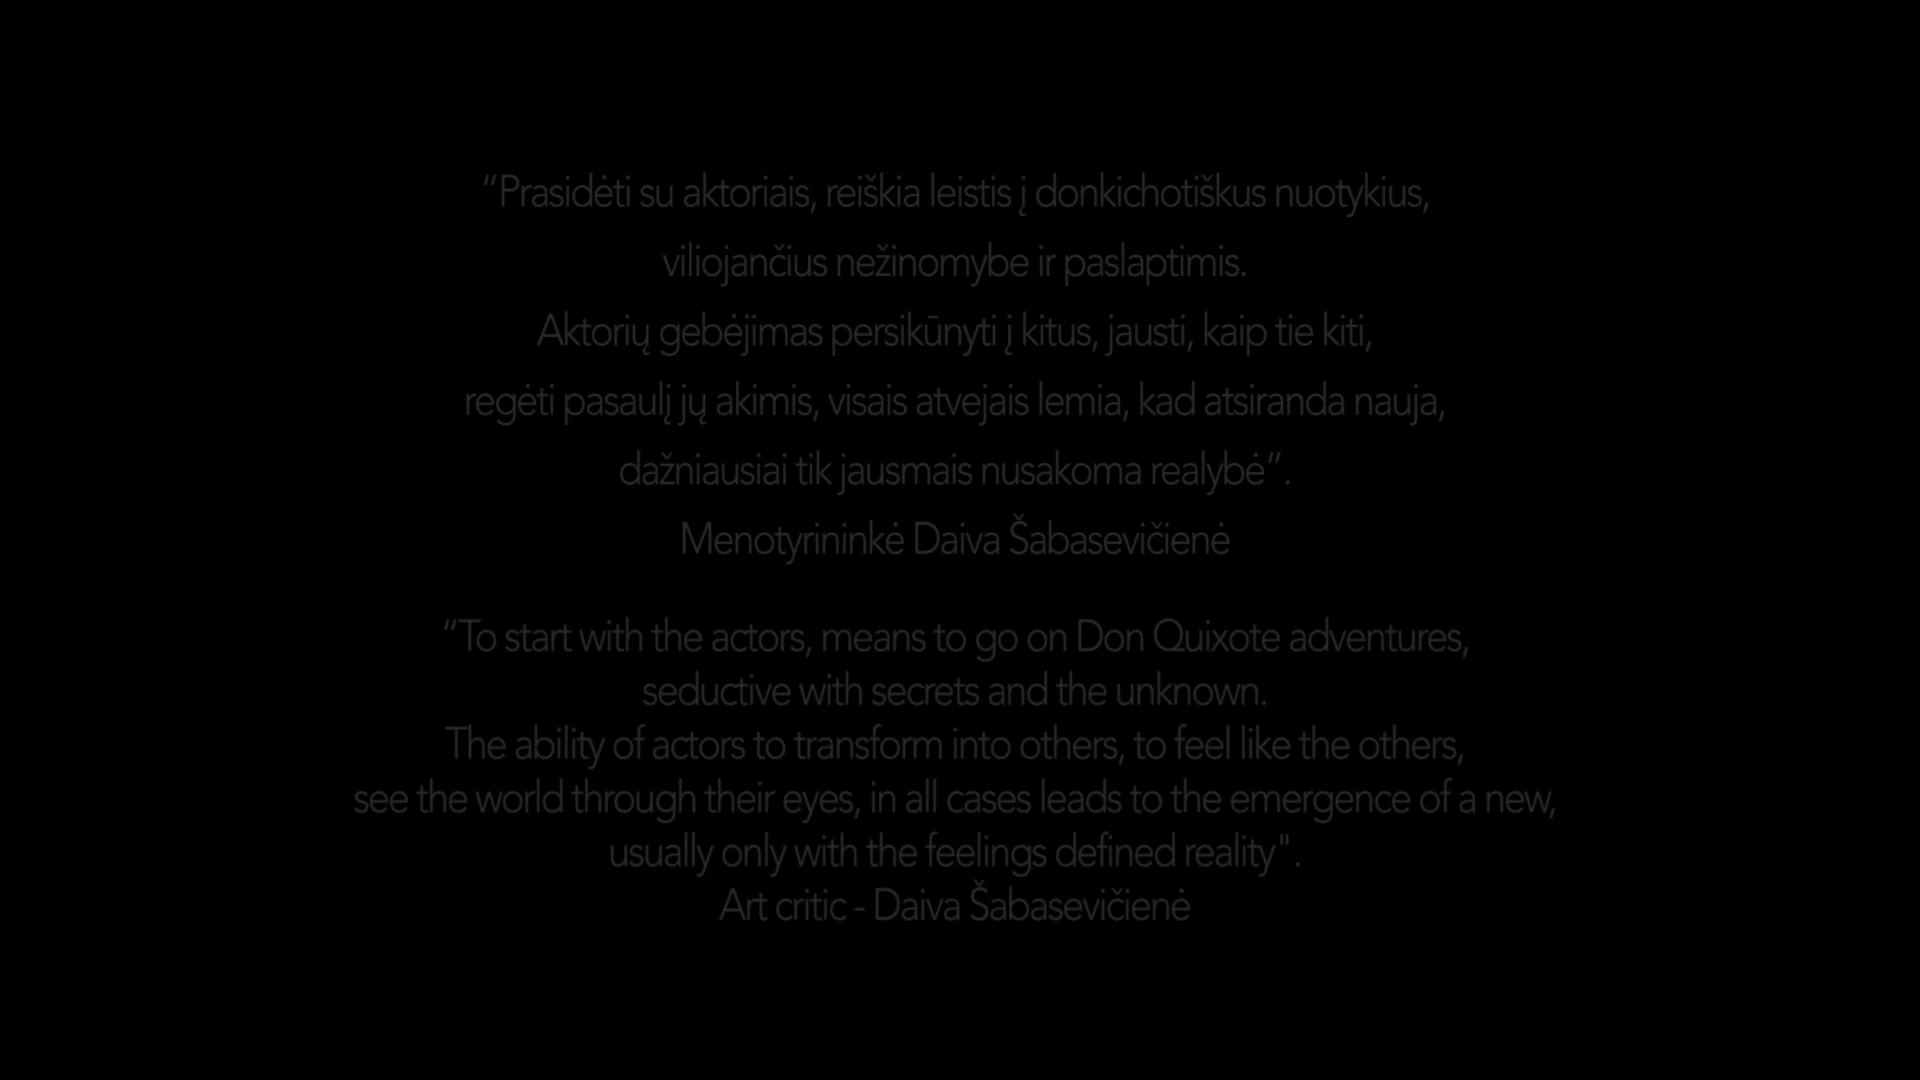 “Prasidėti su aktoriais, reiškia leistis į donkichotiškus nuotykius,
viliojančius nežinomybe ir paslaptimis.
Aktorių gebėjimas persikūnyti į kitus, jausti, kaip tie kiti,
regėti pasaulį jų akimis, visais atvejais lemia, kad atsiranda nauja,
dažniausiai tik jausmais nusakoma realybė”.
Menotyrininkė Daiva Šabasevičienė
“To start with the actors, means to go on Don Quixote adventures,
seductive with secrets and the unknown.
The ability of actors to transform into others, to feel like the others,
see the world through their eyes, in all cases leads to the emergence of a new,
usually only with the feelings defined reality".
Art critic - Daiva Šabasevičienė